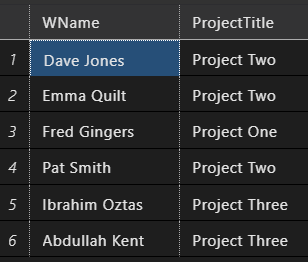 WName ProjectTitle
1 Dave Jones Project Two
2 Emma Quilt Project Two
3 Fred Gingers Project One
4 Pat Smith Project Two
5 Ibrahim Oztas Project Three
6 Abdullah Kent Project Three